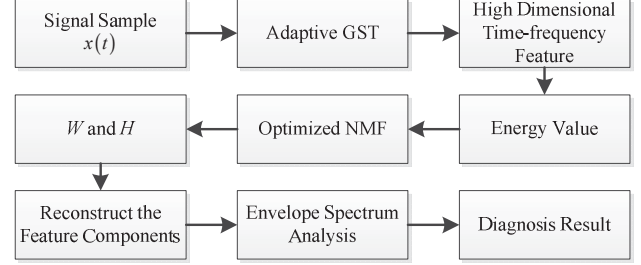 Signal Sample
x(t)
Adaptive GST
High Dimensional
Time-frequency
Feature
Energy Value
Optimized NMF
W and H
Reconstruct the
Feature Components
Envelope Spectrum
Analysis
Diagnosis Result